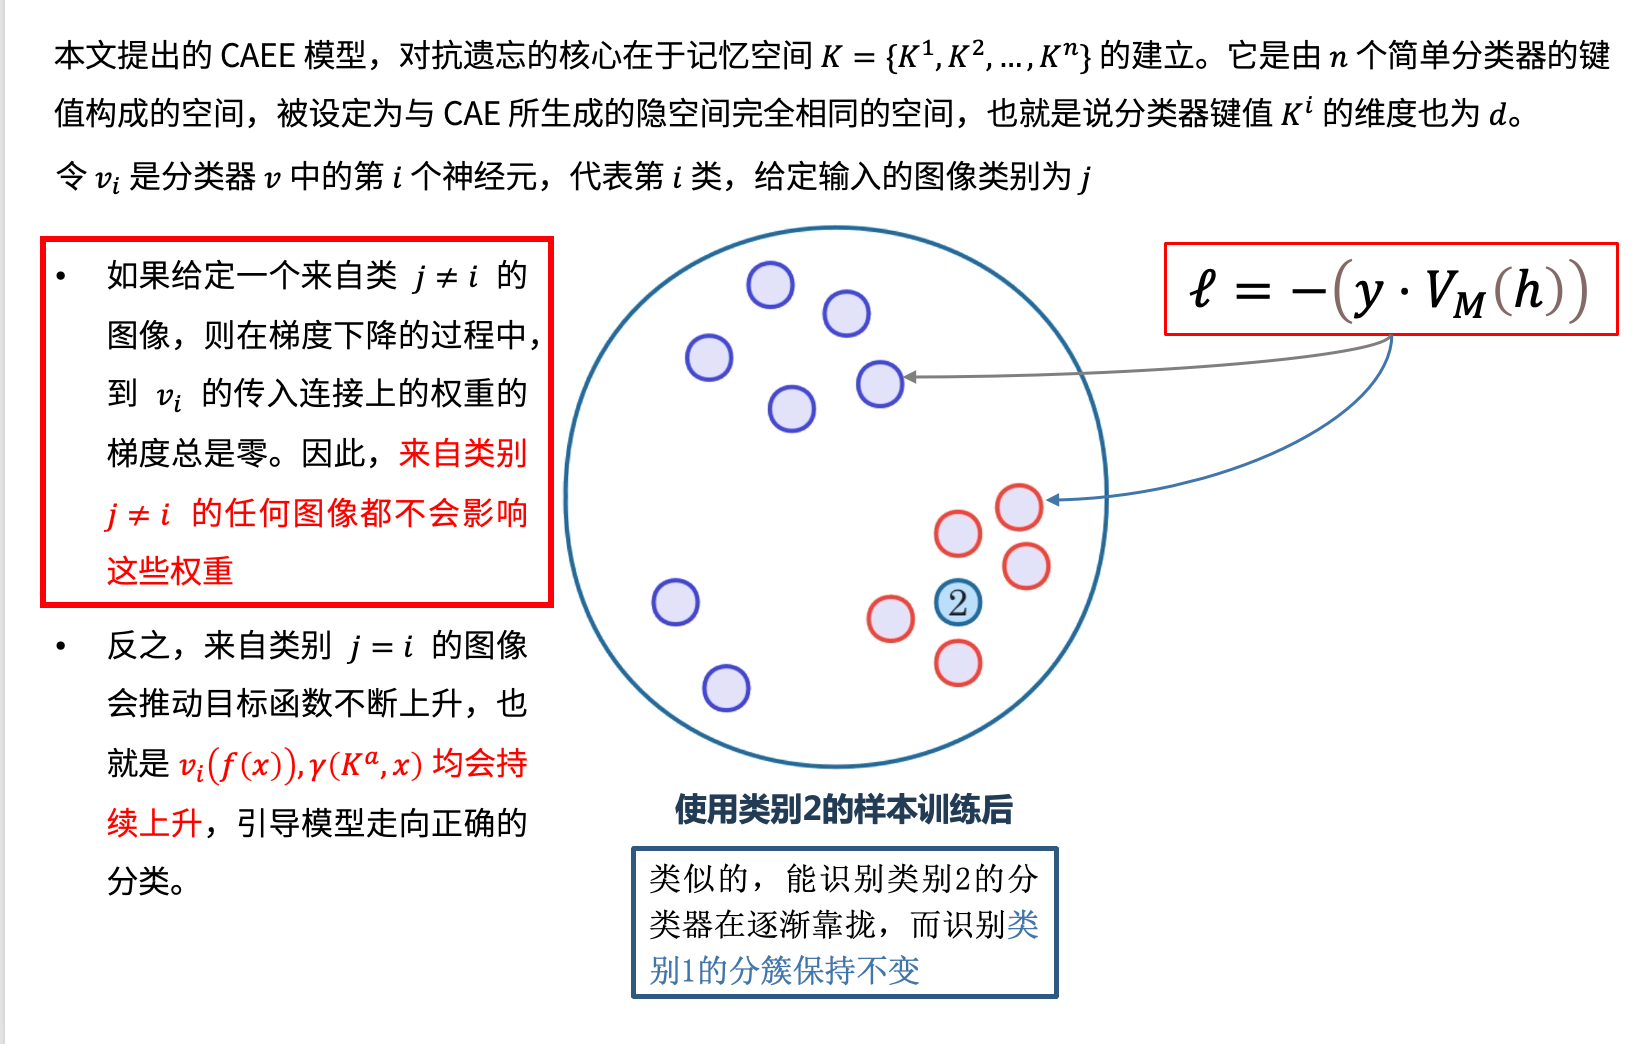 本文提出的 CAEE 模型，对抗遗忘的核心在于记忆空间 K = {K¹, K², …, Kⁿ} 的建立。它是由 n 个简单分类器的键
值构成的空间，被设定为与 CAE 所生成的隐空间完全相同的空间，也就是说分类器键值 Kⁱ 的维度也为 d。
令 vᵢ 是分类器 v 中的第 i 个神经元，代表第 i 类，给定输入的图像类别为 j
• 如果给定一个来自类 j ≠ i 的
图像，则在梯度下降的过程中，
到 vᵢ 的传入连接上的权重的
梯度总是零。因此，来自类别
j ≠ i 的任何图像都不会影响
这些权重
• 反之，来自类别 j = i 的图像
会推动目标函数不断上升，也
就是 vᵢ(f(x)), γ(Kᵃ, x) 均会持
续上升，引导模型走向正确的
分类。
ℓ = −(y · V_M(h))
2
使用类别2的样本训练后
类似的，能识别类别2的分
类器在逐渐靠拢，而识别类
别1的分簇保持不变